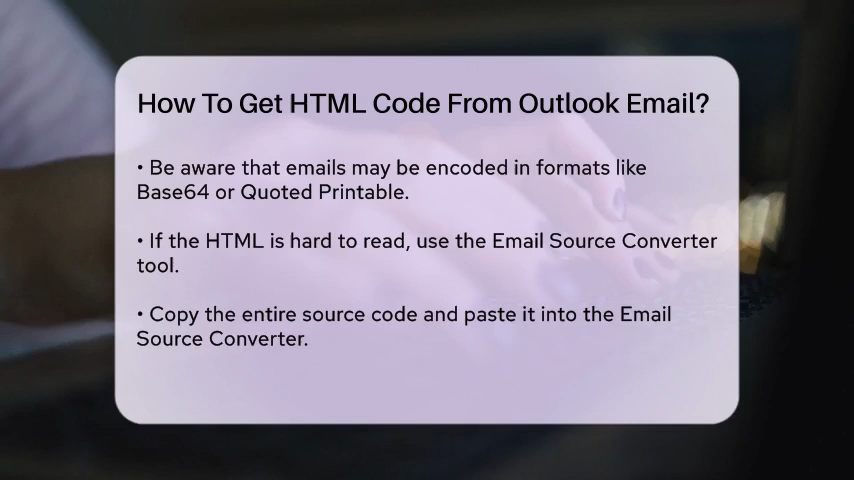 How To Get HTML Code From Outlook Email?
• Be aware that emails may be encoded in formats like
Base64 or Quoted Printable.
• If the HTML is hard to read, use the Email Source Converter
tool.
• Copy the entire source code and paste it into the Email
Source Converter.